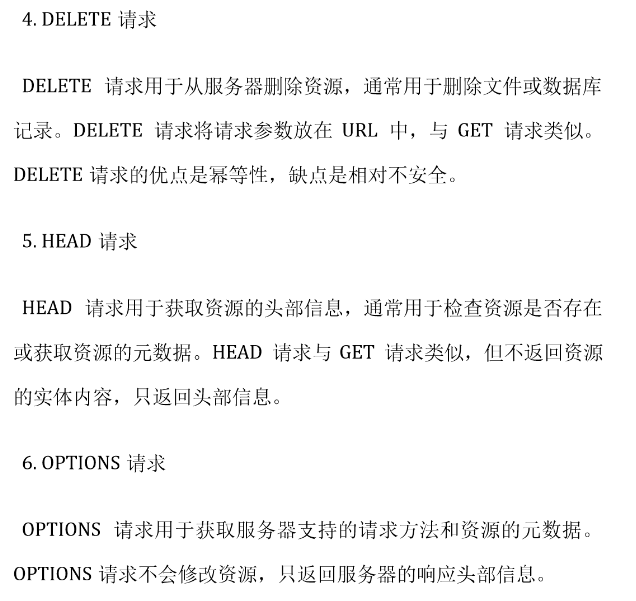 4. DELETE 请求
DELETE 请求用于从服务器删除资源，通常用于删除文件或数据库
记录。DELETE 请求将请求参数放在 URL 中，与 GET 请求类似。
DELETE 请求的优点是幂等性，缺点是相对不安全。
5. HEAD 请求
HEAD 请求用于获取资源的头部信息，通常用于检查资源是否存在
或获取资源的元数据。HEAD 请求与 GET 请求类似，但不返回资源
的实体内容，只返回头部信息。
6. OPTIONS 请求
OPTIONS 请求用于获取服务器支持的请求方法和资源的元数据。
OPTIONS 请求不会修改资源，只返回服务器的响应头部信息。